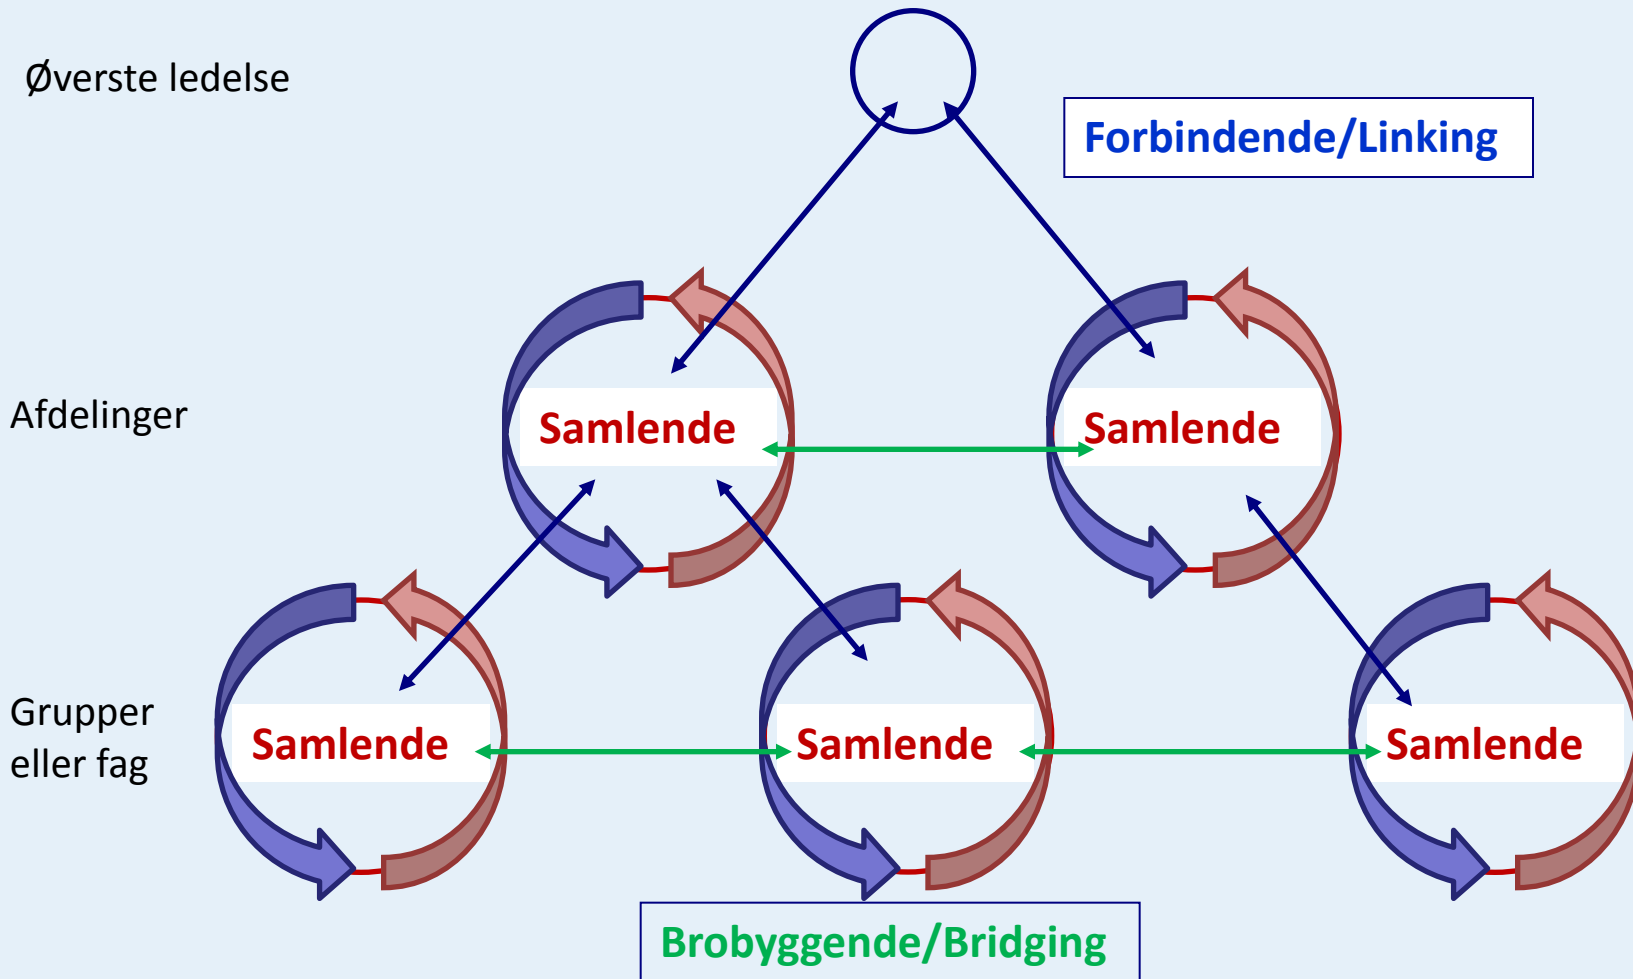 Øverste ledelse
Forbindende/Linking
Afdelinger
Samlende
Samlende
Grupper
eller fag
Samlende
Samlende
Samlende
Brobyggende/Bridging